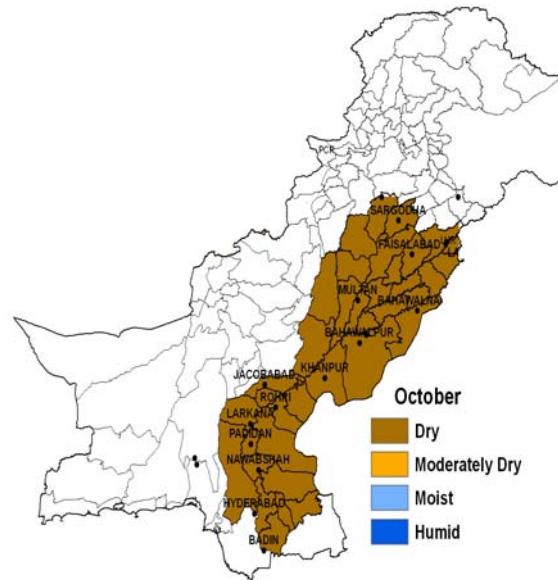 PCR
SARGODHA
FAISALABAD
MULTAN
BAHAWALNA
BAHAWALPUR
KHANPUR
JACOBABAD
ROHRI
LARKANA
PADIDAN
NAWABSHAH
HYDERABAD
BADIN
October
Dry
Moderately Dry
Moist
Humid